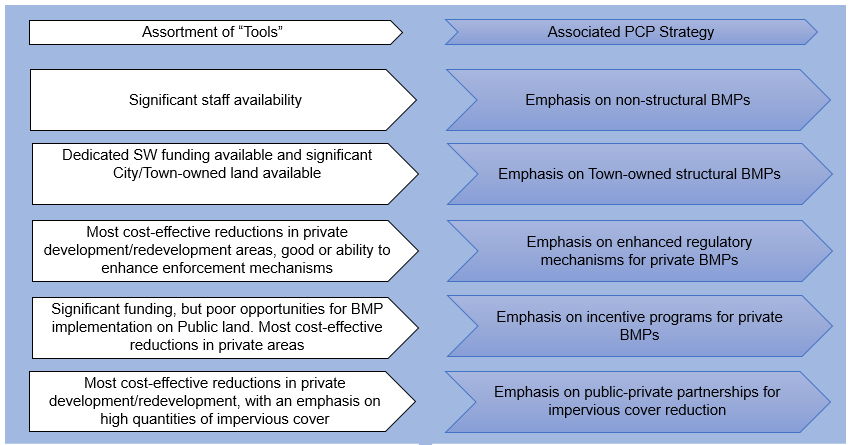 Assortment of “Tools”
Associated PCP Strategy
Significant staff availability
Emphasis on non-structural BMPs
Dedicated SW funding available and significant
City/Town-owned land available
Emphasis on Town-owned structural BMPs
Most cost-effective reductions in private
development/redevelopment areas, good or ability to
enhance enforcement mechanisms
Emphasis on enhanced regulatory
mechanisms for private BMPs
Significant funding, but poor opportunities for BMP
implementation on Public land. Most cost-effective
reductions in private areas
Emphasis on incentive programs for private
BMPs
Most cost-effective reductions in private
development/redevelopment, with an emphasis on
high quantities of impervious cover
Emphasis on public-private partnerships for
impervious cover reduction